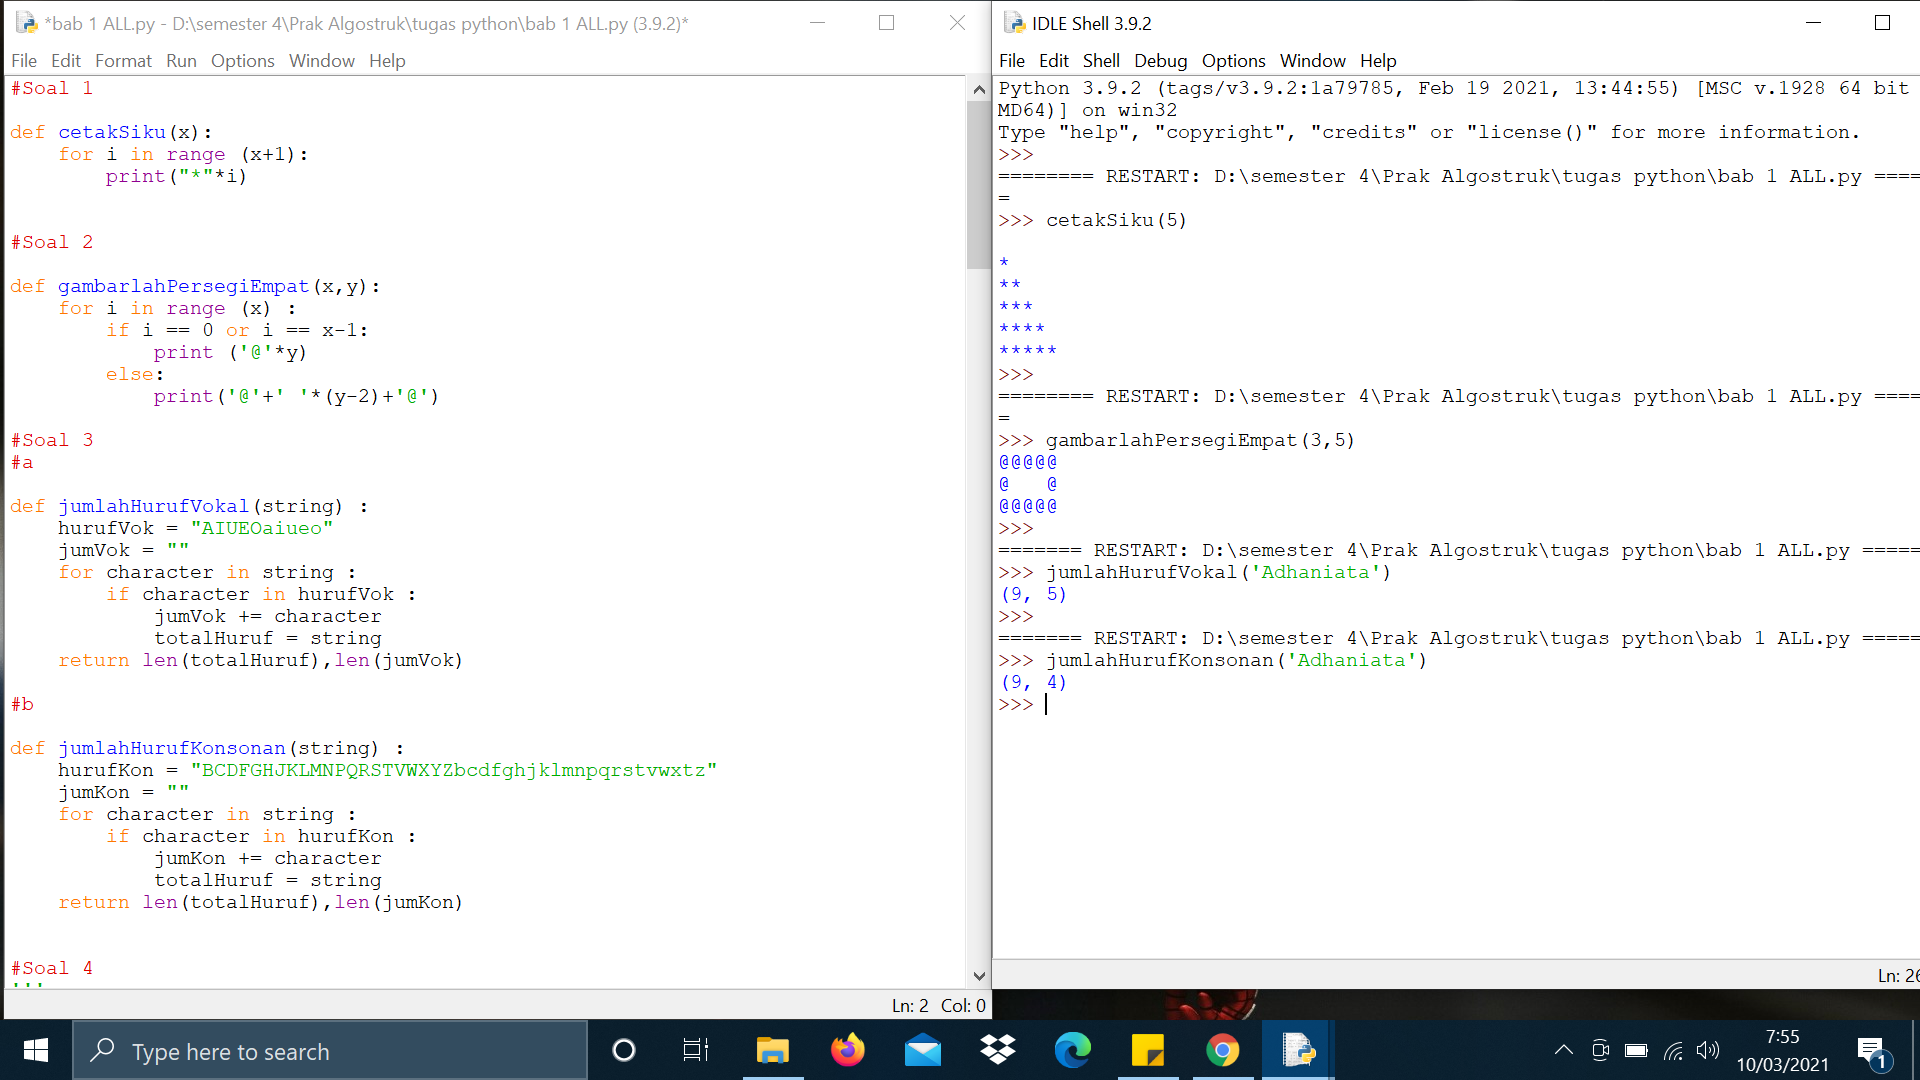 *bab 1 ALL.py - D:\semester 4\Prak Algostruk\tugas python\bab 1 ALL.py (3.9.2)*
File Edit Format Run Options Window Help
#Soal 1
def cetakSiku(x):
    for i in range (x+1):
        print("*"*i)
#Soal 2
def gambarlahPersegiEmpat(x,y):
    for i in range (x) :
        if i == 0 or i == x-1:
            print ('@'*y)
        else:
            print('@'+' '*(y-2)+'@')
#Soal 3
#a
def jumlahHurufVokal(string) :
    hurufVok = "AIUEOaiueo"
    jumVok = ""
    for character in string :
        if character in hurufVok :
            jumVok += character
            totalHuruf = string
    return len(totalHuruf),len(jumVok)
#b
def jumlahHurufKonsonan(string) :
    hurufKon = "BCDFGHJKLMNPQRSTVWXYZbcdfghjklmnpqrstvwxtz"
    jumKon = ""
    for character in string :
        if character in hurufKon :
            jumKon += character
            totalHuruf = string
    return len(totalHuruf),len(jumKon)
#Soal 4
'''
Ln: 2 Col: 0
IDLE Shell 3.9.2
File Edit Shell Debug Options Window Help
Python 3.9.2 (tags/v3.9.2:1a79785, Feb 19 2021, 13:44:55) [MSC v.1928 64 bit
MD64)] on win32
Type "help", "copyright", "credits" or "license()" for more information.
>>>
======== RESTART: D:\semester 4\Prak Algostruk\tugas python\bab 1 ALL.py ====
=
>>> cetakSiku(5)
*
**
***
****
*****
>>>
======== RESTART: D:\semester 4\Prak Algostruk\tugas python\bab 1 ALL.py ====
=
>>> gambarlahPersegiEmpat(3,5)
@@@@@
@   @
@@@@@
>>>
======= RESTART: D:\semester 4\Prak Algostruk\tugas python\bab 1 ALL.py =====
>>> jumlahHurufVokal('Adhaniata')
(9, 5)
>>>
======= RESTART: D:\semester 4\Prak Algostruk\tugas python\bab 1 ALL.py =====
>>> jumlahHurufKonsonan('Adhaniata')
(9, 4)
>>>
Ln: 26
Type here to search
7:55
10/03/2021
1